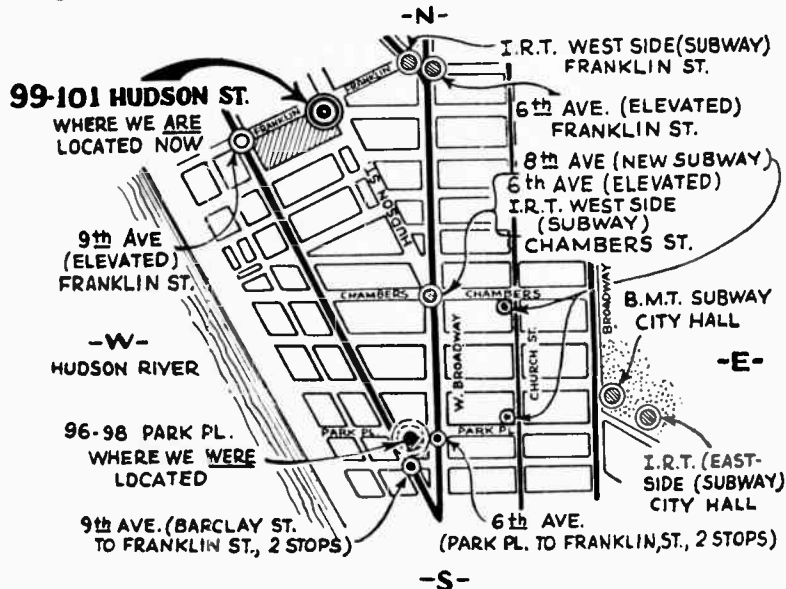 -N-
I.R.T. WEST SIDE (SUBWAY)
FRANKLIN ST.
99-101 HUDSON ST.
WHERE WE ARE
LOCATED NOW
6th AVE. (ELEVATED)
FRANKLIN ST.
FRANKLIN
FRANKLIN
8th AVE (NEW SUBWAY)
6th AVE (ELEVATED)
I.R.T. WEST SIDE
(SUBWAY)
CHAMBERS ST.
HUDSON ST.
9th AVE
(ELEVATED)
FRANKLIN ST.
CHAMBERS
CHAMBERS
BROADWAY
B.M.T. SUBWAY
CITY HALL
-W-
HUDSON RIVER
-E-
W. BROADWAY
CHURCH ST.
96-98 PARK PL.
WHERE WE WERE
LOCATED
PARK PL.
PARK PL
I.R.T. (EAST-
SIDE (SUBWAY)
CITY HALL
9th AVE. (BARCLAY ST.
TO FRANKLIN ST., 2 STOPS)
6th AVE.
(PARK PL. TO FRANKLIN, ST., 2 STOPS)
-S-